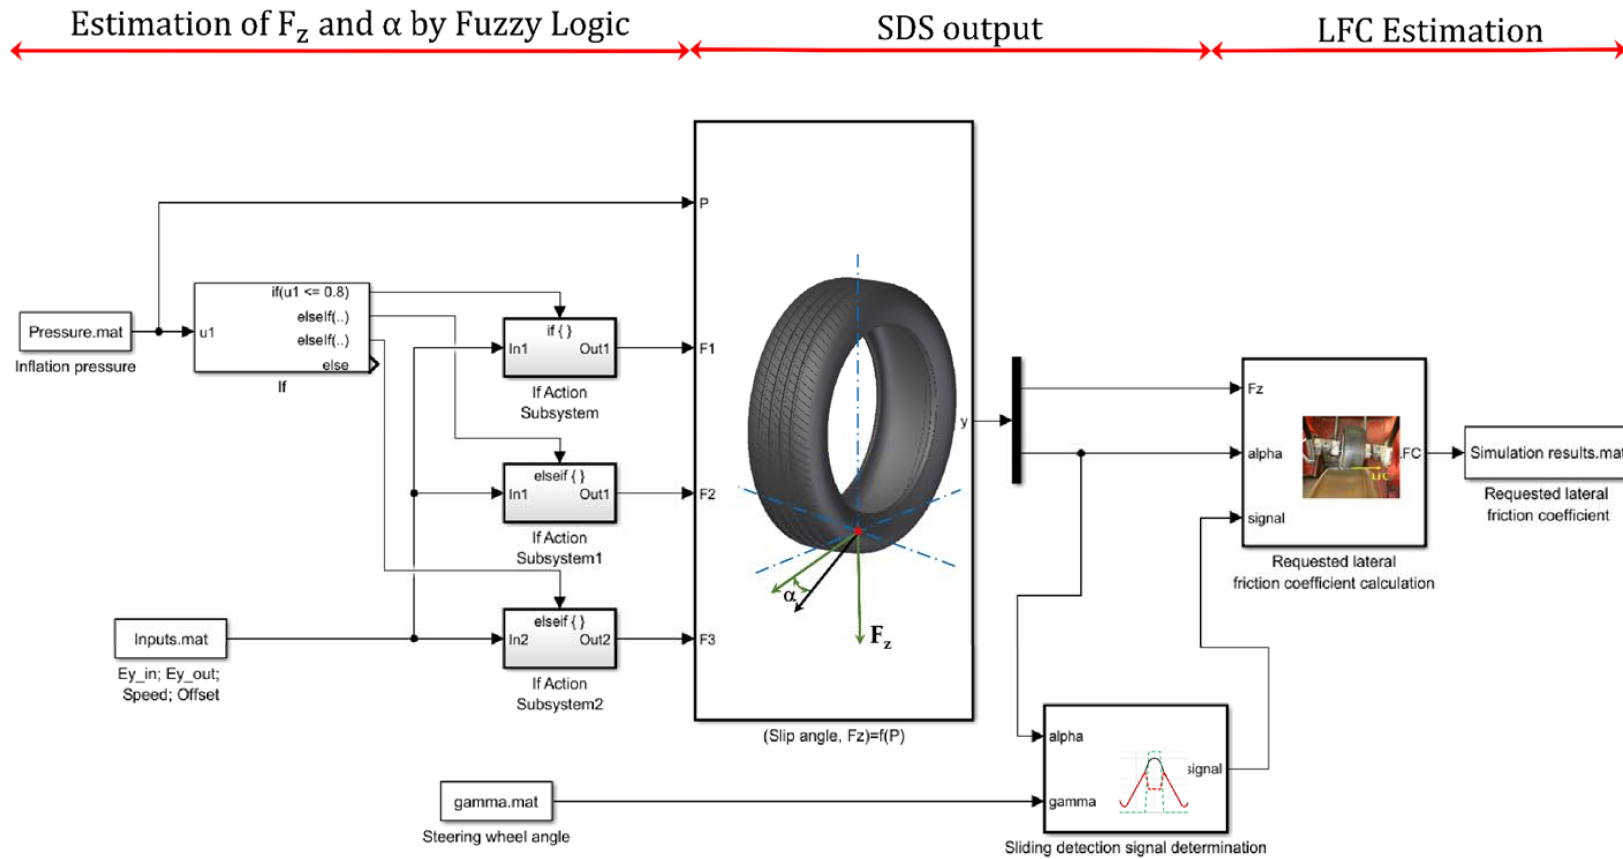 Estimation of Fz and α by Fuzzy Logic
SDS output
LFC Estimation
Pressure.mat
Inflation pressure
u1
if(u1 <= 0.8)
elseIf(..)
elseIf(..)
else
If
if { }
In1
Out1
If Action
Subsystem
elseif { }
In1
Out1
If Action
Subsystem1
elseif { }
In2
Out2
If Action
Subsystem2
Inputs.mat
Ey_in; Ey_out;
Speed; Offset
P
F1
F2
F3
y
α
Fz
(Slip angle, Fz)=f(P)
gamma.mat
Steering wheel angle
alpha
gamma
signal
Sliding detection signal determination
Fz
alpha
signal
LFC
FC
Requested lateral
friction coefficient calculation
Simulation results.mat
Requested lateral
friction coefficient